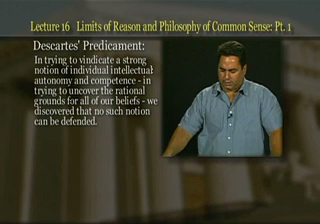 Lecture 16 Limits of Reason and Philosophy of Common Sense: Pt. 1
Descartes' Predicament:
In trying to vindicate a strong
notion of individual intellectual
autonomy and competence - in
trying to uncover the rational
grounds for all of our beliefs - we
discovered that no such notion
can be defended.